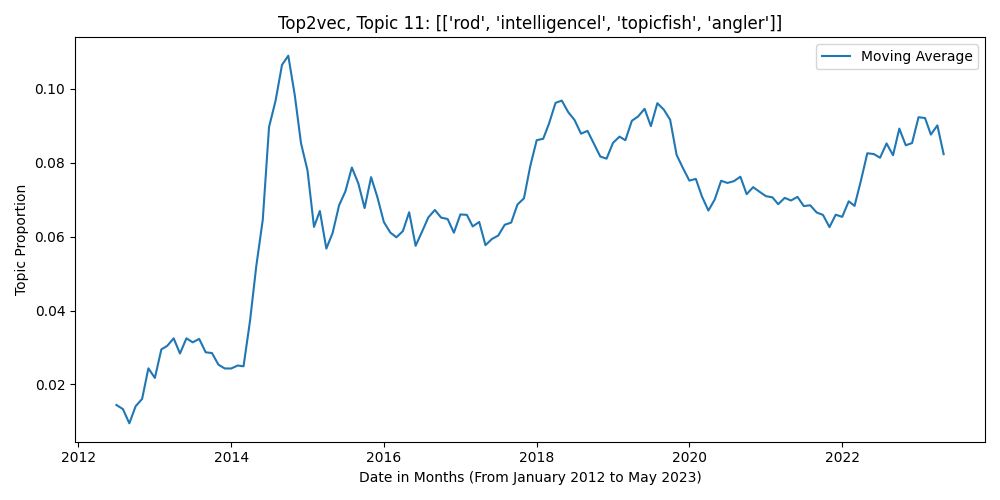 Top2vec, Topic 11: [['rod', 'intelligencel', 'topicfish', 'angler']]
Moving Average
Topic Proportion
0.10
0.08
0.06
0.04
0.02
2012 2014 2016 2018 2020 2022
Date in Months (From January 2012 to May 2023)